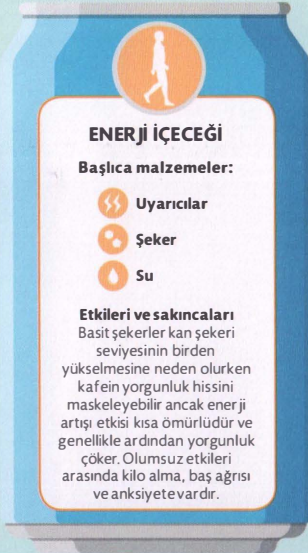 ENERJİ İÇECEĞİ
Başlıca malzemeler:
Uyarıcılar
Şeker
Su
Etkileri ve sakıncaları
Basit şekerler kan şekeri
seviyesinin birden
yükselmesine neden olurken
kafein yorgunluk hissini
maskeleyebilir ancak enerji
artışı etkisi kısa ömürlüdür ve
genellikle ardından yorgunluk
çöker. Olumsuz etkileri
arasında kilo alma, baş ağrısı
ve anksiyete vardır.